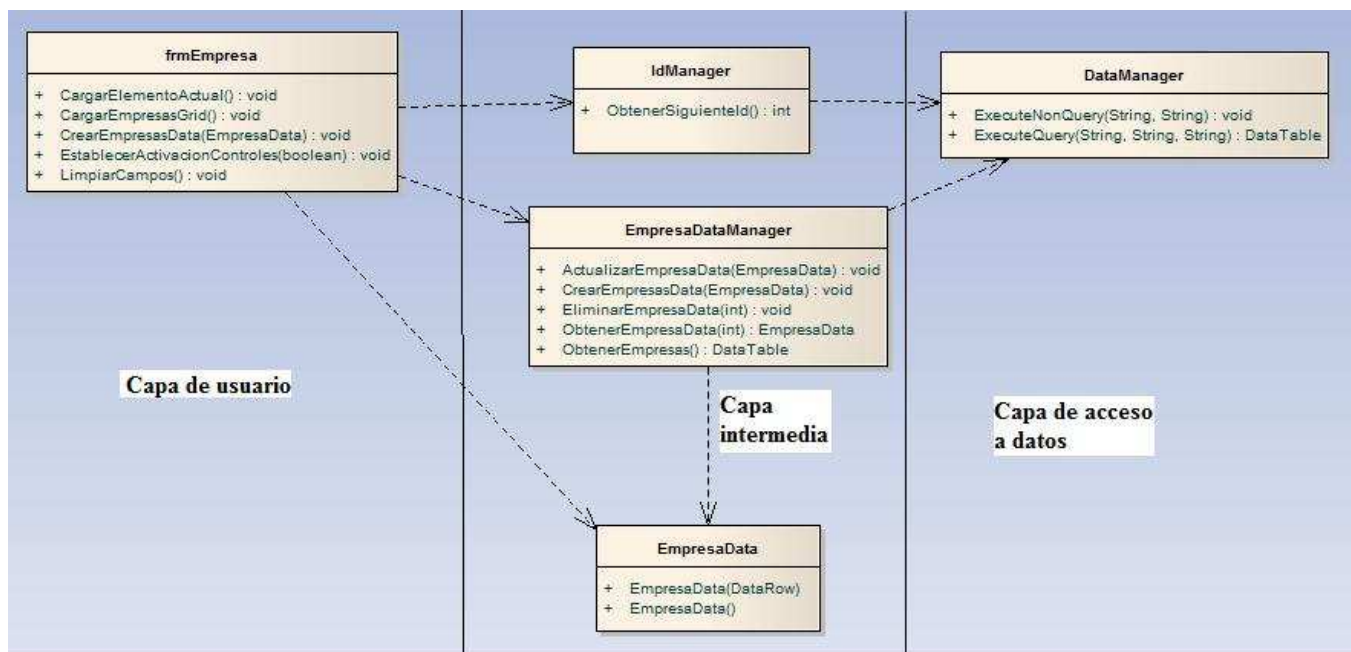 frmEmpresa
+ CargarElementoActual() : void
+ CargarEmpresasGrid() : void
+ CrearEmpresasData(EmpresaData) : void
+ EstablecerActivacionControles(boolean) : void
+ LimpiarCampos() : void
Capa de usuario
IdManager
+ ObtenerSiguienteId() : int
EmpresaDataManager
+ ActualizarEmpresaData(EmpresaData) : void
+ CrearEmpresasData(EmpresaData) : void
+ EliminarEmpresaData(int) : void
+ ObtenerEmpresaData(int) : EmpresaData
+ ObtenerEmpresas() : DataTable
Capa
intermedia
EmpresaData
+ EmpresaData(DataRow)
+ EmpresaData()
DataManager
+ ExecuteNonQuery(String, String) : void
+ ExecuteQuery(String, String, String) : DataTable
Capa de acceso
a datos